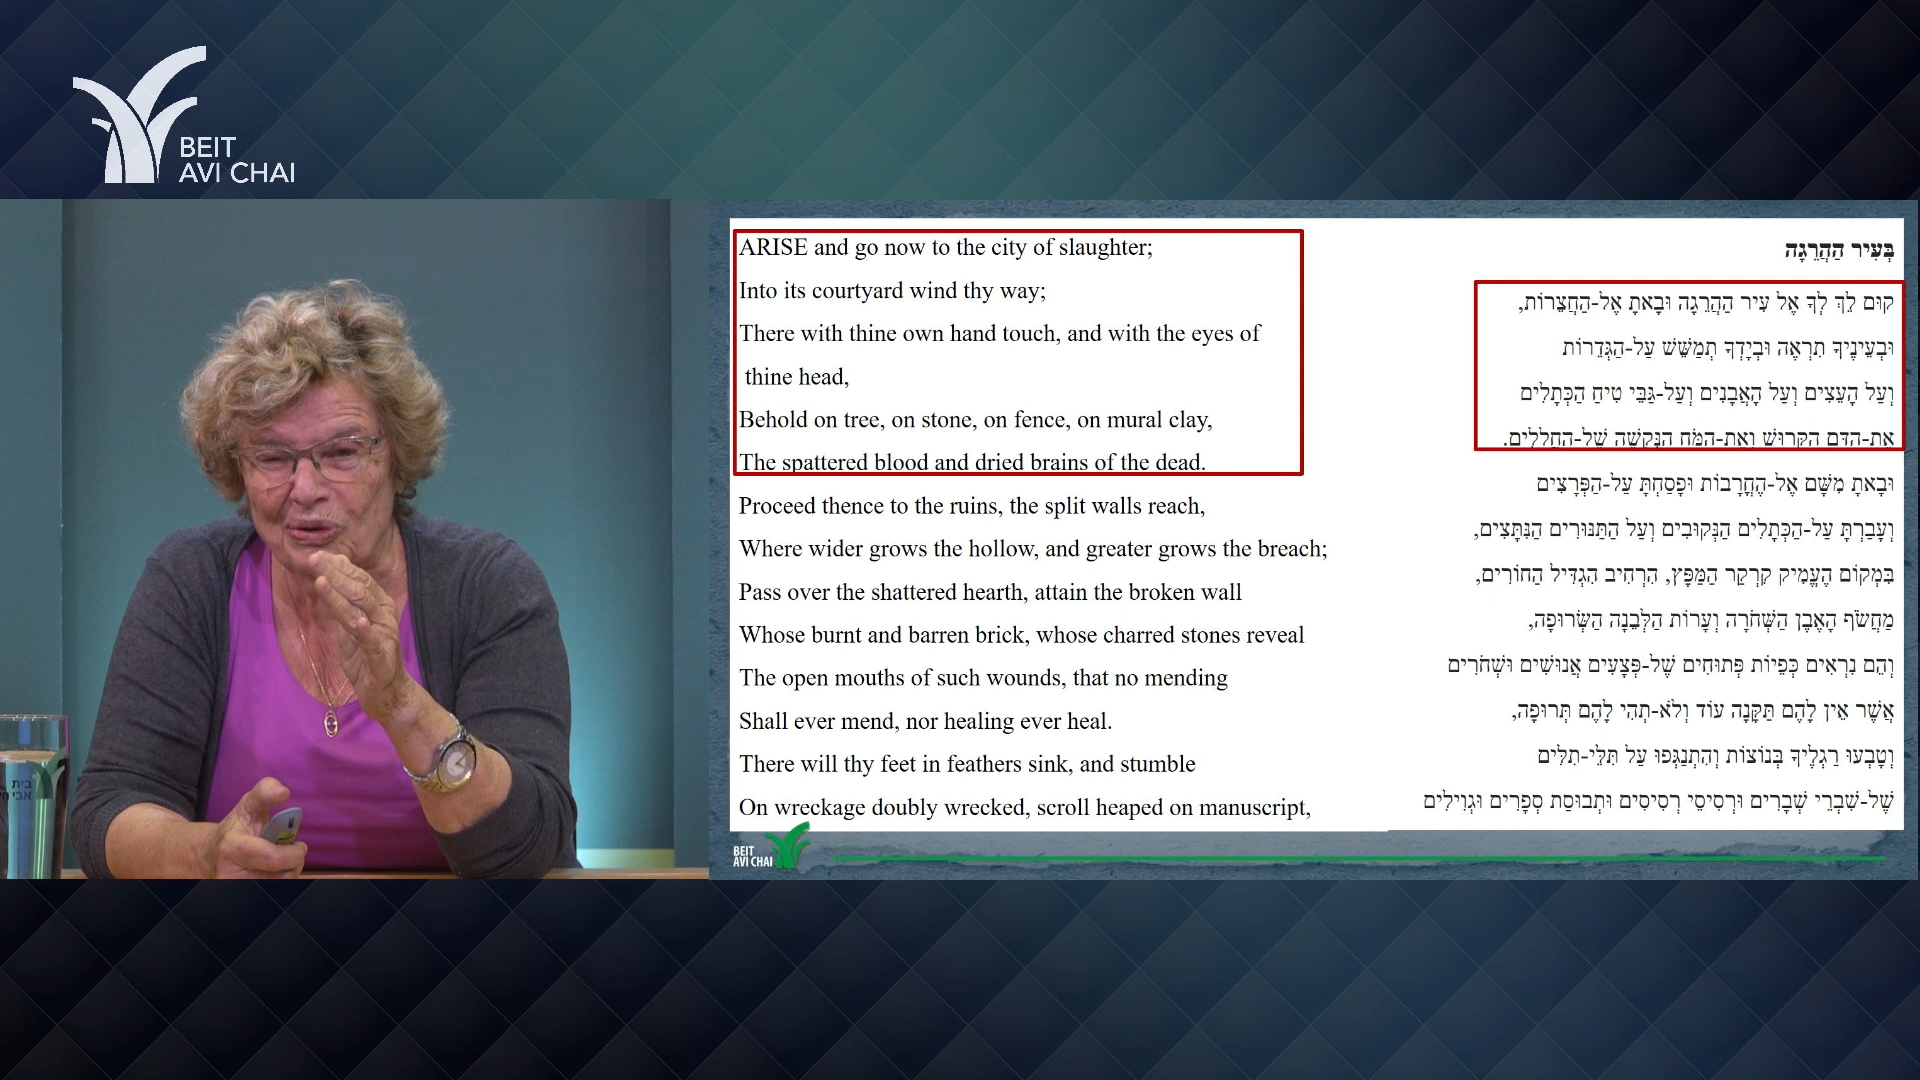 BEIT
AVI CHAI
ARISE and go now to the city of slaughter;
Into its courtyard wind thy way;
There with thine own hand touch, and with the eyes of
thine head,
Behold on tree, on stone, on fence, on mural clay,
The spattered blood and dried brains of the dead.
Proceed thence to the ruins, the split walls reach,
Where wider grows the hollow, and greater grows the breach;
Pass over the shattered hearth, attain the broken wall
Whose burnt and barren brick, whose charred stones reveal
The open mouths of such wounds, that no mending
Shall ever mend, nor healing ever heal.
There will thy feet in feathers sink, and stumble
On wreckage doubly wrecked, scroll heaped on manuscript,
בְּעִיר הַהֲרֵגָה
קוּם לֵךְ לְךָ אֶל עִיר הַהֲרֵגָה וּבָאתָ אֶל-הַחֲצֵרוֹת,
וּבְעֵינֶיךָ תִרְאֶה וּבְיָדְךָ תְמַשֵּׁשׁ עַל-הַגְּדֵרוֹת
וְעַל הָעֵצִים וְעַל הָאֲבָנִים וְעַל-גַּבֵּי טִיחַ הַכְּתָלִים
אֶת-הַדָּם הַקָּרוּשׁ וְאֶת-הַמֹּחַ הַנִּקְשֶׁה שֶׁל-הַחֲלָלִים.
וּבָאתָ מִשָּׁם אֶל-הֶחֳרָבוֹת וּפָסַחְתָּ עַל-הַפְּרָצִים
וְעָבַרְתָּ עַל-הַכְּתָלִים הַנְּקוּבִים וְעַל הַתַּנּוּרִים הַנִּתָּצִים,
בִּמְקוֹם הֶעֱמִיק קִרְקַר הַמַּפָּץ, הִרְחִיב הִגְדִּיל הַחוֹרִים,
מַחֲשֹׂף הָאֶבֶן הַשְּׁחֹרָה וְעָרוֹת הַלְּבֵנָה הַשְּׂרוּפָה,
וְהֵם נִרְאִים כְּפִיּוֹת פְּתוּחִים שֶׁל-פְּצָעִים אֲנוּשִׁים וּשְׁחֹרִים
אֲשֶׁר אֵין לָהֶם תַּקָּנָה עוֹד וְלֹא-תְהִי לָהֶם תְּרוּפָה,
וְטָבְעוּ רַגְלֶיךָ בְּנוֹצוֹת וְהִתְנַגְּפוּ עַל תִּלֵּי-תִלִּים
שֶׁל-שִׁבְרֵי שְׁבָרִים וּרְסִיסֵי רְסִיסִים וּתְבוּסַת סְפָרִים וּגְוִילִים
בית
BEIT
AVI CHAI